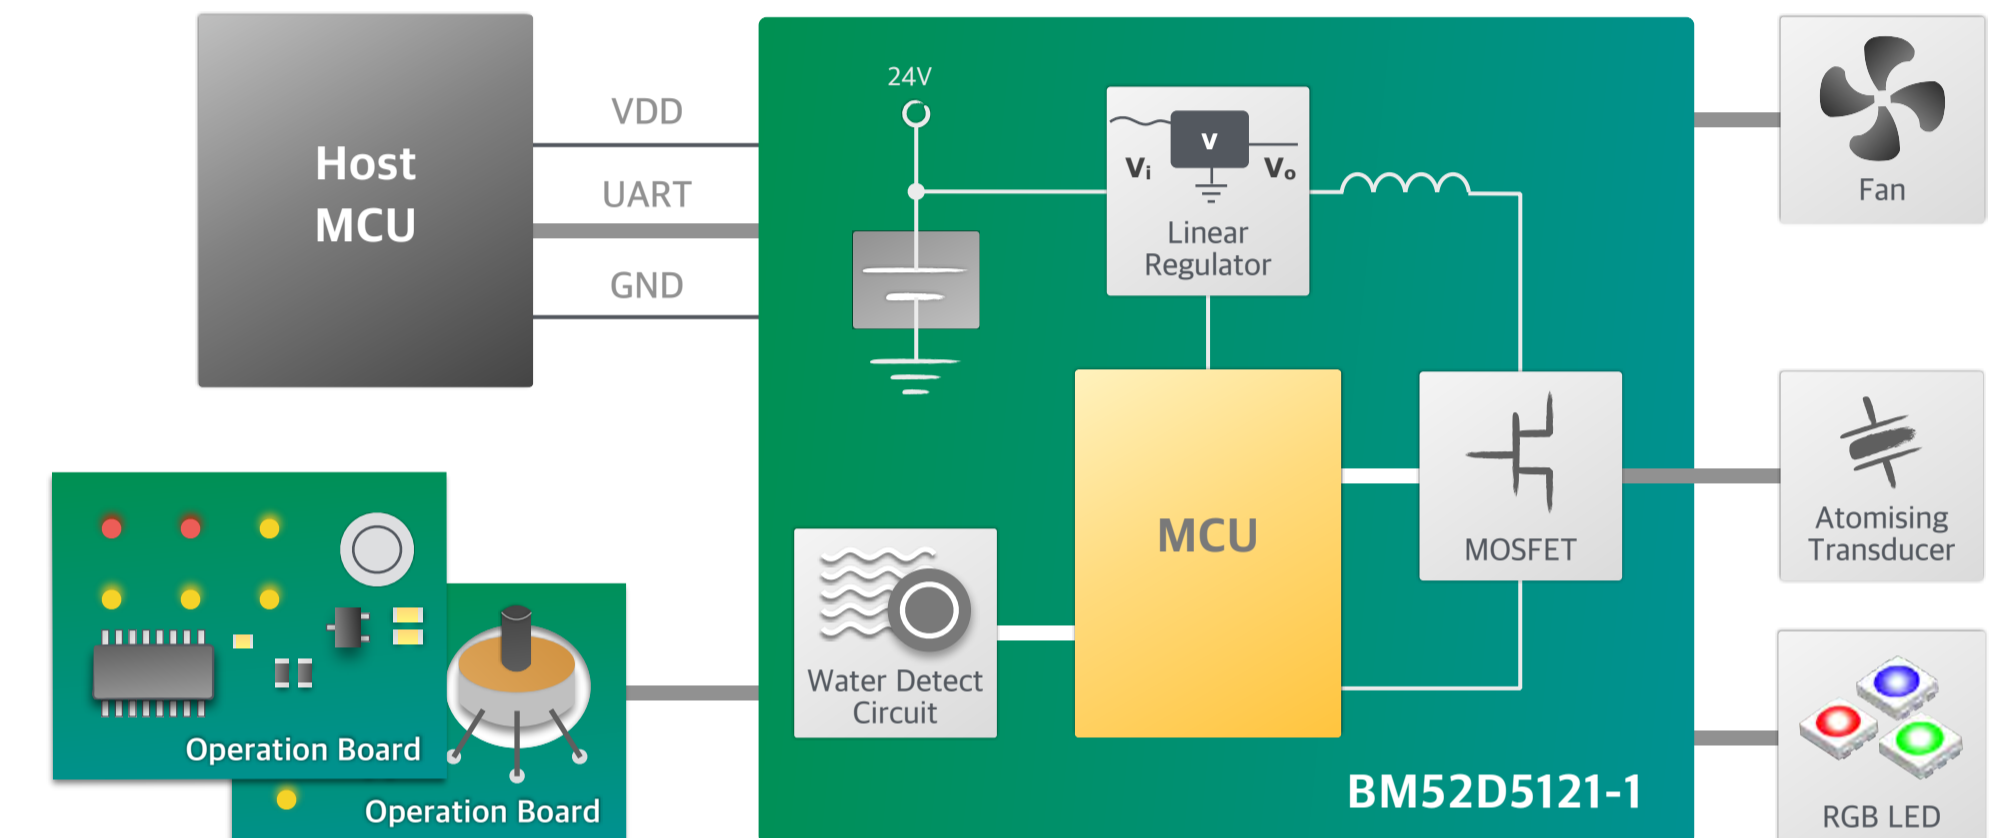 Host
MCU
VDD
UART
GND
24V
V
Vi
Vo
Linear
Regulator
Fan
MCU
MOSFET
Atomising
Transducer
Water Detect
Circuit
Operation Board
Operation Board
BM52D5121-1
RGB LED